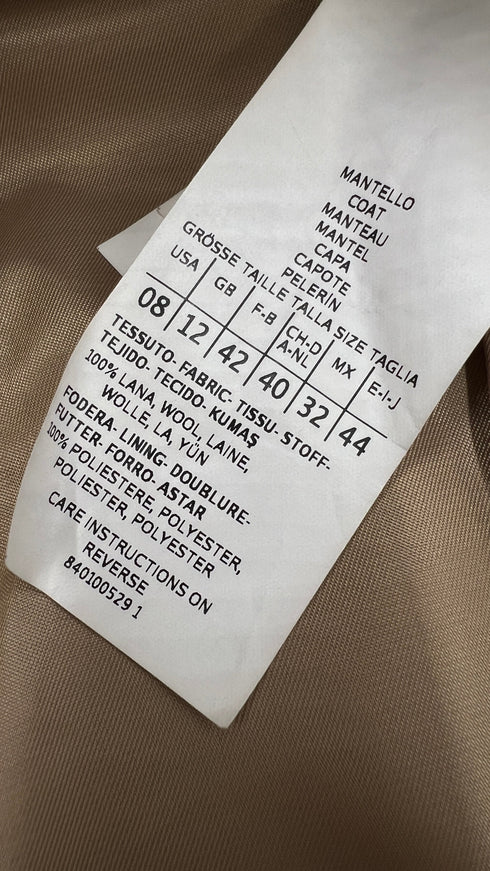 MANTELLO
COAT
MANTEAU
MANTEL
CAPA
CAPOTE
PELERIN
GRÖSSE TAILLE TALLA SIZE TAGLIA
USA GB F-B CH-D A-NL MX E-I-J
08 12 42 40 32 44
TESSUTO- FABRIC- TISSU- STOFF-
TEJIDO- TECIDO- KUMAŞ
100% LANA, WOOL, LAINE,
WOLLE, LA, YÜN
FODERA- LINING- DOUBLURE-
FUTTER- FORRO- ASTAR
100% POLIESTERE, POLYESTER,
POLIESTER, POLYESTER
CARE INSTRUCTIONS ON
REVERSE
840100529 1